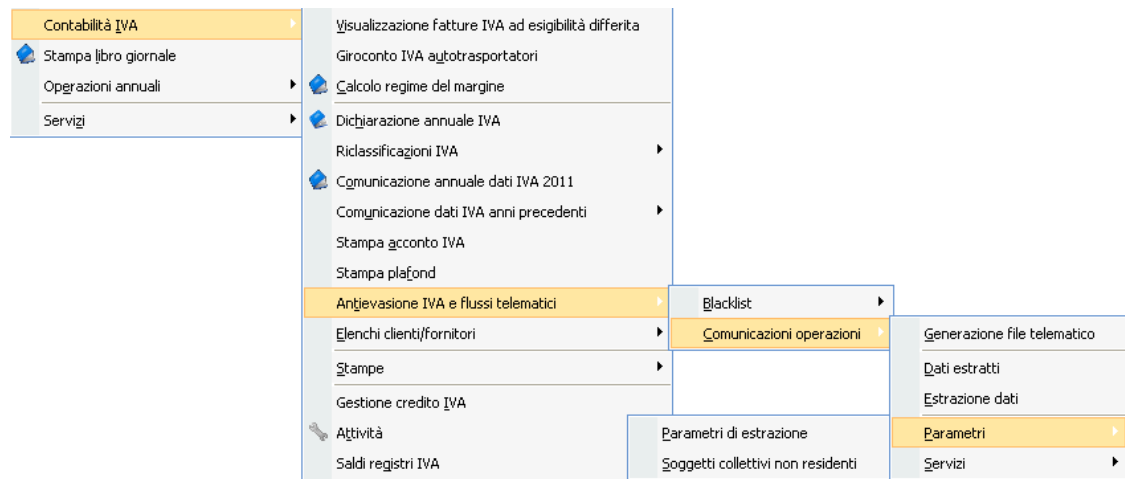 Contabilità IVA
Stampa libro giornale
Operazioni annuali
Servizi
Visualizzazione fatture IVA ad esigibilità differita
Giroconto IVA autotrasportatori
Calcolo regime del margine
Dichiarazione annuale IVA
Riclassificazioni IVA
Comunicazione annuale dati IVA 2011
Comunicazione dati IVA anni precedenti
Stampa acconto IVA
Stampa plafond
Antievasione IVA e flussi telematici
Elenchi clienti/fornitori
Stampe
Gestione credito IVA
Attività
Saldi registri IVA
Blacklist
Comunicazioni operazioni
Generazione file telematico
Dati estratti
Estrazione dati
Parametri
Servizi
Parametri di estrazione
Soggetti collettivi non residenti